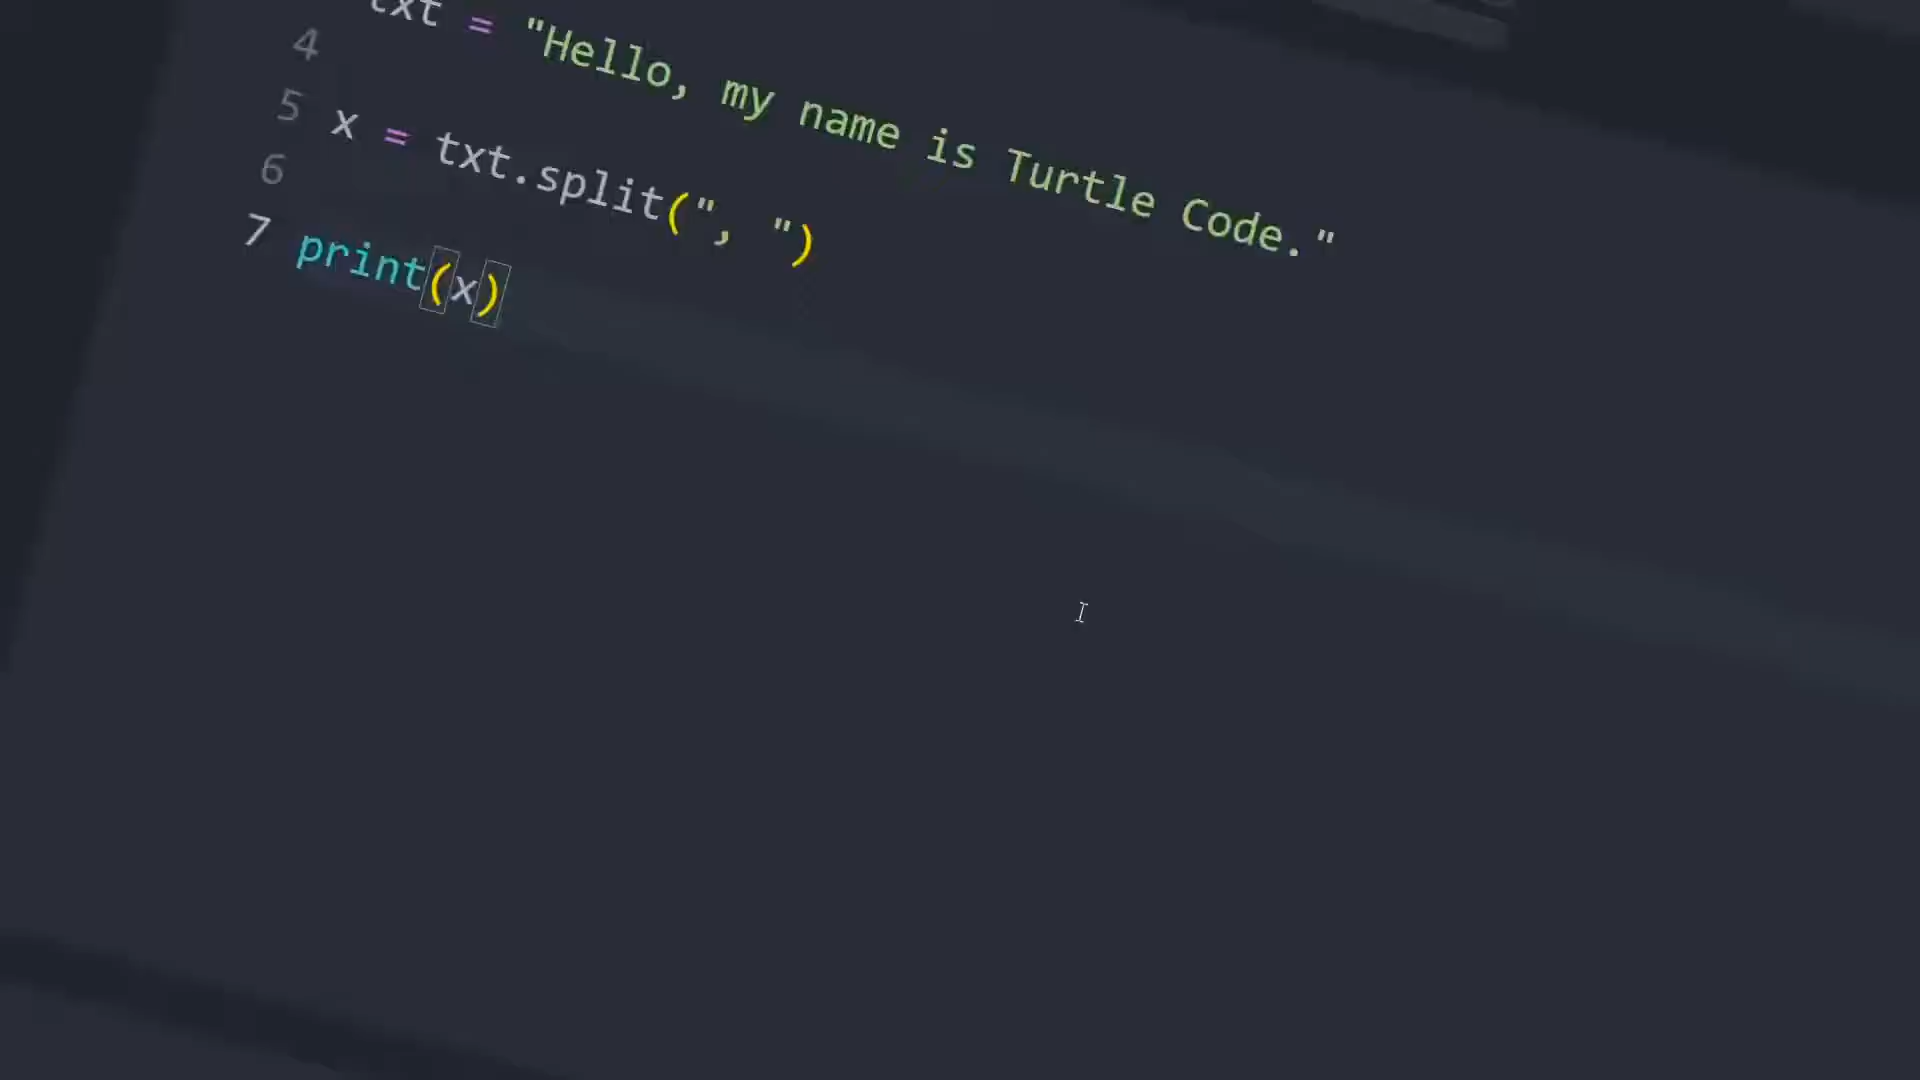 txt = "Hello, my name is Turtle Code."
4
5 x = txt.split(", ")
6
7 print(x)